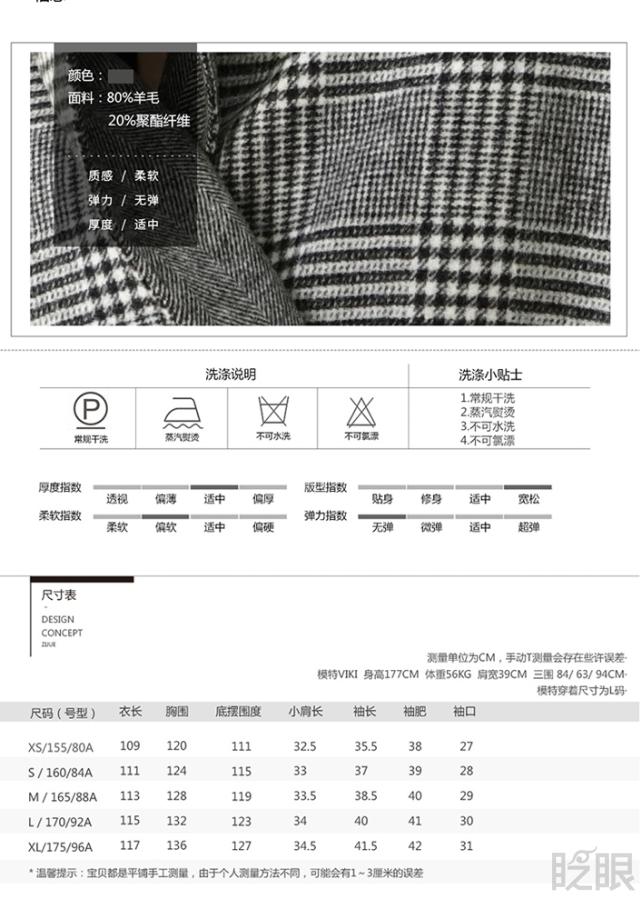 颜色：
面料：80%羊毛
20%聚酯纤维
质感 / 柔软
弹力 / 无弹
厚度 / 适中
洗涤说明
洗涤小贴士
P
常规干洗
蒸汽熨烫
不可水洗
不可氯漂
1.常规干洗
2.蒸汽熨烫
3.不可水洗
4.不可氯漂
厚度指数 透视 偏薄 适中 偏厚
版型指数 贴身 修身 适中 宽松
柔软指数 柔软 偏软 适中 偏硬
弹力指数 无弹 微弹 适中 超弹
尺寸表
DESIGN
CONCEPT
测量单位为CM，手动T测量会存在些许误差·
模特VIKI 身高177CM 体重56KG 肩宽39CM 三围 84/ 63/ 94CM·
模特穿着尺寸为L码·
尺码（号型） 衣长 胸围 底摆围度 小肩长 袖长 袖肥 袖口
XS/155/80A 109 120 111 32.5 35.5 38 27
S / 160/84A 111 124 115 33 37 39 28
M / 165/88A 113 128 119 33.5 38.5 40 29
L / 170/92A 115 132 123 34 40 41 30
XL/175/96A 117 136 127 34.5 41.5 42 31
* 温馨提示：宝贝都是平铺手工测量，由于个人测量方法不同，可能会有1～3厘米的误差
眨眼